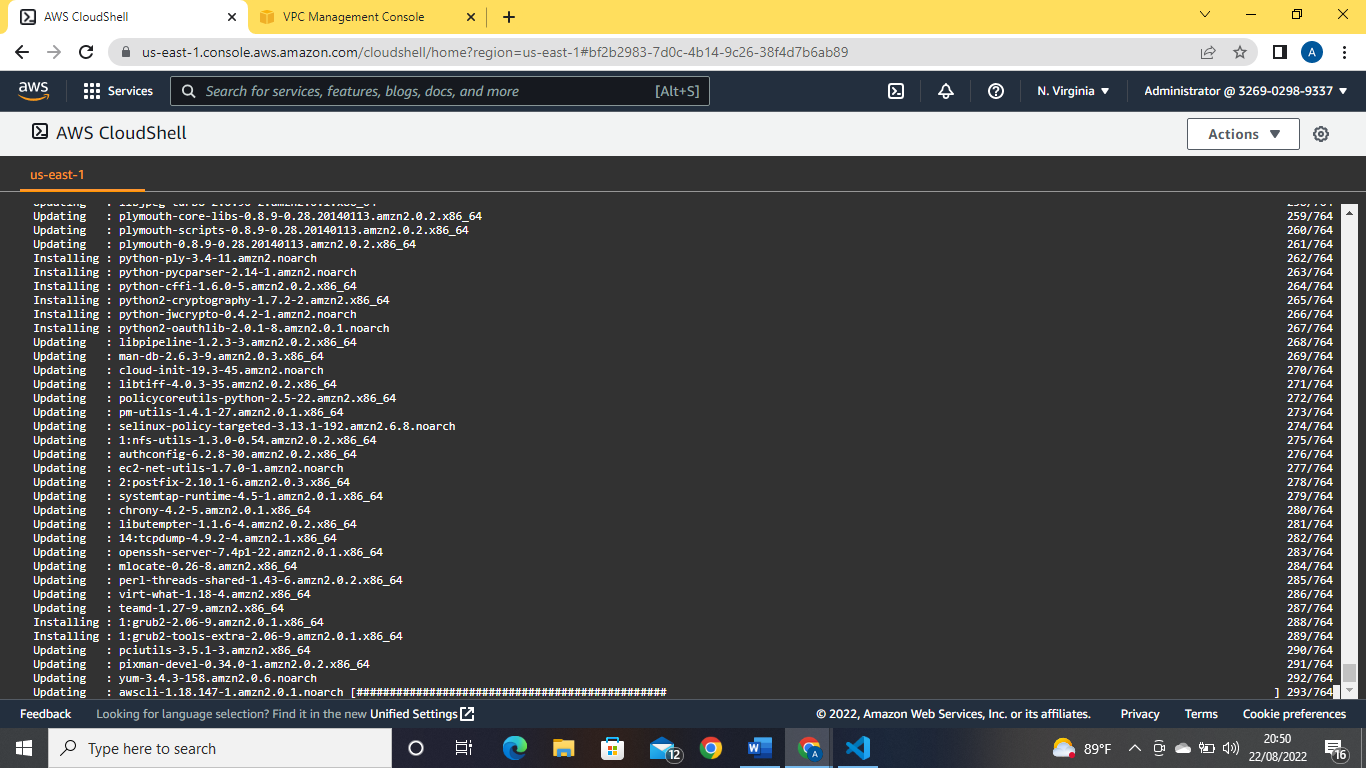 AWS CloudShell
VPC Management Console
us-east-1.console.aws.amazon.com/cloudshell/home?region=us-east-1#bf2b2983-7d0c-4b14-9c26-38f4d7b6ab89
A
aws
Services
Search for services, features, blogs, docs, and more [Alt+S]
N. Virginia
Administrator @ 3269-0298-9337
AWS CloudShell
Actions
us-east-1
Updating : plymouth-core-libs-0.8.9-0.28.20140113.amzn2.0.2.x86_64 259/764
Updating : plymouth-scripts-0.8.9-0.28.20140113.amzn2.0.2.x86_64 260/764
Updating : plymouth-0.8.9-0.28.20140113.amzn2.0.2.x86_64 261/764
Installing : python-ply-3.4-11.amzn2.noarch 262/764
Installing : python-pycparser-2.14-1.amzn2.noarch 263/764
Installing : python-cffi-1.6.0-5.amzn2.0.2.x86_64 264/764
Installing : python2-cryptography-1.7.2-2.amzn2.x86_64 265/764
Installing : python-jwcrypto-0.4.2-1.amzn2.noarch 266/764
Installing : python2-oauthlib-2.0.1-8.amzn2.0.1.noarch 267/764
Updating : libpipeline-1.2.3-3.amzn2.0.2.x86_64 268/764
Updating : man-db-2.6.3-9.amzn2.0.3.x86_64 269/764
Updating : cloud-init-19.3-45.amzn2.noarch 270/764
Updating : libtiff-4.0.3-35.amzn2.0.2.x86_64 271/764
Updating : policycoreutils-python-2.5-22.amzn2.x86_64 272/764
Updating : pm-utils-1.4.1-27.amzn2.0.1.x86_64 273/764
Updating : selinux-policy-targeted-3.13.1-192.amzn2.6.8.noarch 274/764
Updating : 1:nfs-utils-1.3.0-0.54.amzn2.0.2.x86_64 275/764
Updating : authconfig-6.2.8-30.amzn2.0.2.x86_64 276/764
Updating : ec2-net-utils-1.7.0-1.amzn2.noarch 277/764
Updating : 2:postfix-2.10.1-6.amzn2.0.3.x86_64 278/764
Updating : systemtap-runtime-4.5-1.amzn2.0.1.x86_64 279/764
Updating : chrony-4.2-5.amzn2.0.1.x86_64 280/764
Updating : libutempter-1.1.6-4.amzn2.0.2.x86_64 281/764
Updating : 14:tcpdump-4.9.2-4.amzn2.1.x86_64 282/764
Updating : openssh-server-7.4p1-22.amzn2.0.1.x86_64 283/764
Updating : mlocate-0.26-8.amzn2.x86_64 284/764
Updating : perl-threads-shared-1.43-6.amzn2.0.2.x86_64 285/764
Updating : virt-what-1.18-4.amzn2.x86_64 286/764
Updating : teamd-1.27-9.amzn2.x86_64 287/764
Installing : 1:grub2-2.06-9.amzn2.0.1.x86_64 288/764
Installing : 1:grub2-tools-extra-2.06-9.amzn2.0.1.x86_64 289/764
Updating : pciutils-3.5.1-3.amzn2.x86_64 290/764
Updating : pixman-devel-0.34.0-1.amzn2.0.2.x86_64 291/764
Updating : yum-3.4.3-158.amzn2.0.6.noarch 292/764
Updating : awscli-1.18.147-1.amzn2.0.1.noarch [############################################### ] 293/764
Feedback Looking for language selection? Find it in the new Unified Settings © 2022, Amazon Web Services, Inc. or its affiliates. Privacy Terms Cookie preferences
Type here to search
12
A
89°F
20:50
22/08/2022
16